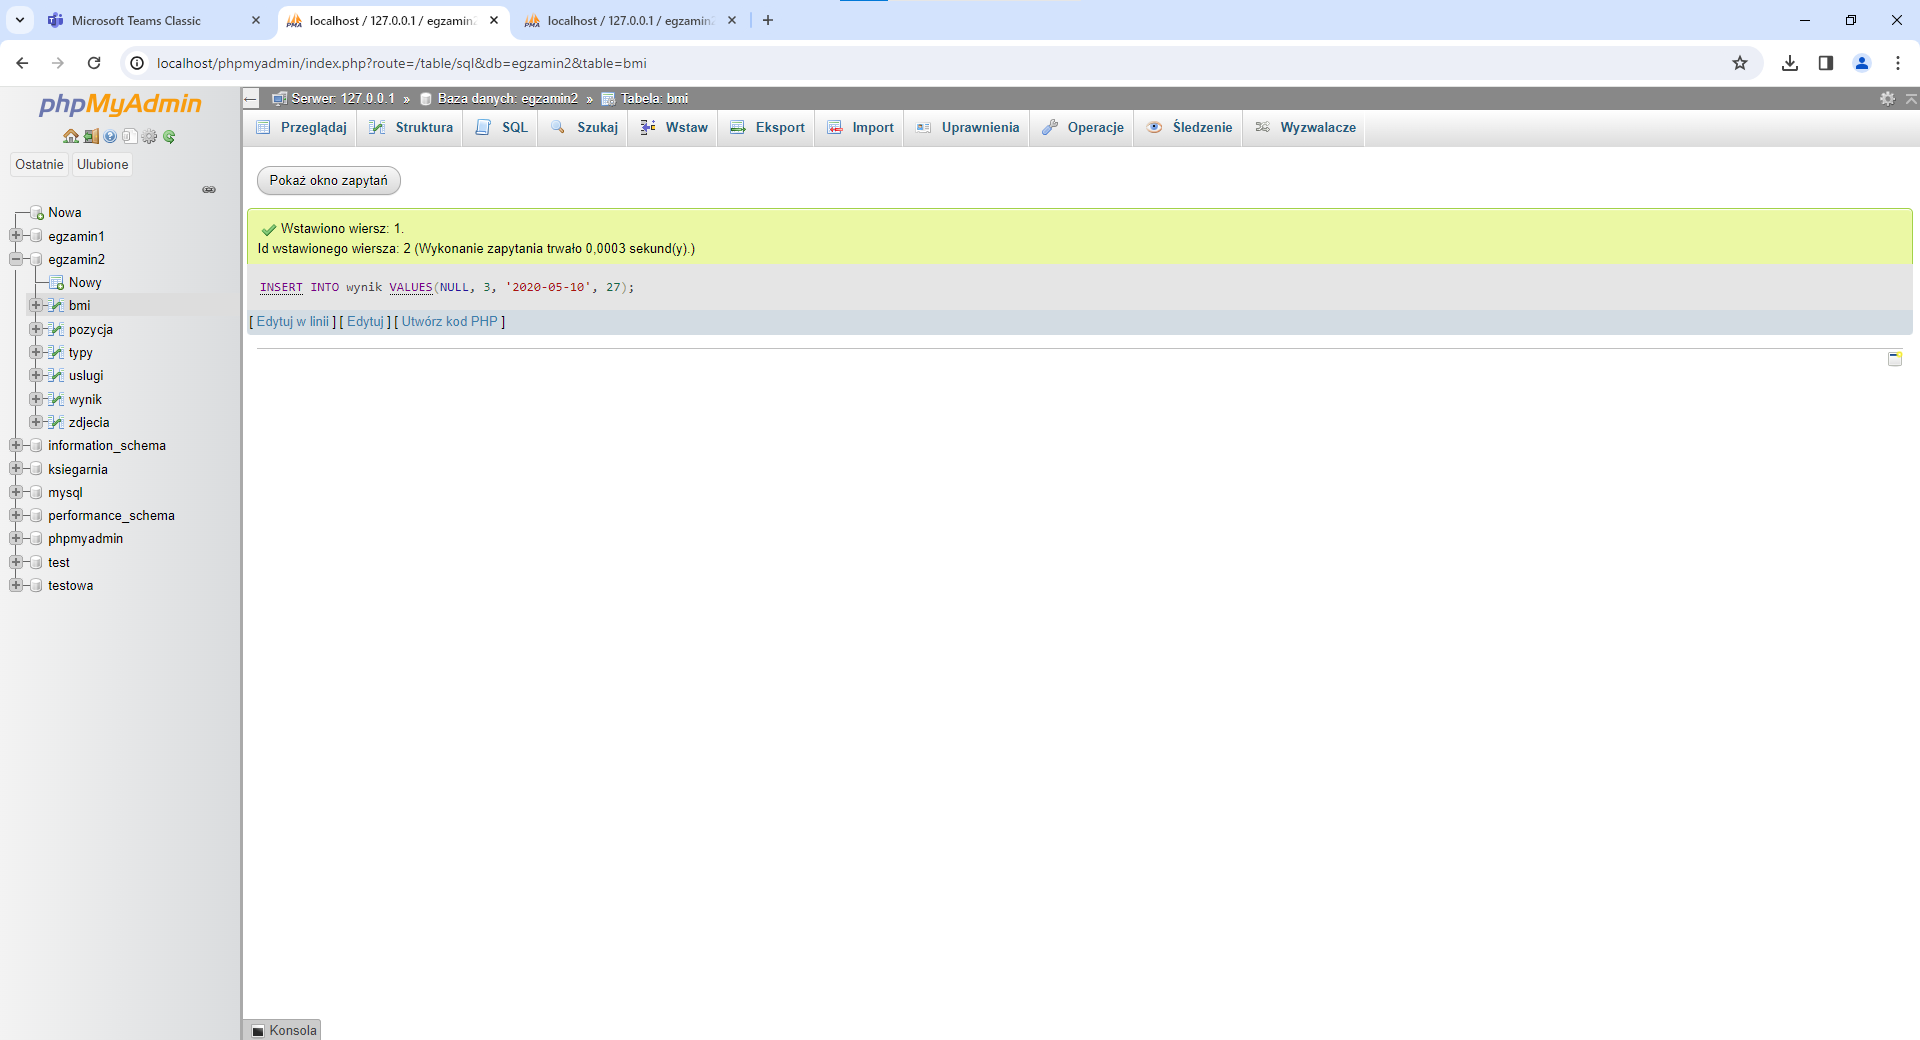 Microsoft Teams Classic
localhost / 127.0.0.1 / egzamin2
localhost / 127.0.0.1 / egzamin2
localhost/phpmyadmin/index.php?route=/table/sql&db=egzamin2&table=bmi
phpMyAdmin
Ostatnie Ulubione
Nowa
egzamin1
egzamin2
Nowy
bmi
pozycja
typy
uslugi
wynik
zdjecia
information_schema
ksiegarnia
mysql
performance_schema
phpmyadmin
test
testowa
Serwer: 127.0.0.1 » Baza danych: egzamin2 » Tabela: bmi
Przeglądaj Struktura SQL Szukaj Wstaw Eksport Import Uprawnienia Operacje Śledzenie Wyzwalacze
Pokaż okno zapytań
Wstawiono wiersz: 1.
Id wstawionego wiersza: 2 (Wykonanie zapytania trwało 0,0003 sekund(y).)
INSERT INTO wynik VALUES(NULL, 3, '2020-05-10', 27);
[ Edytuj w linii ] [ Edytuj ] [ Utwórz kod PHP ]
Konsola